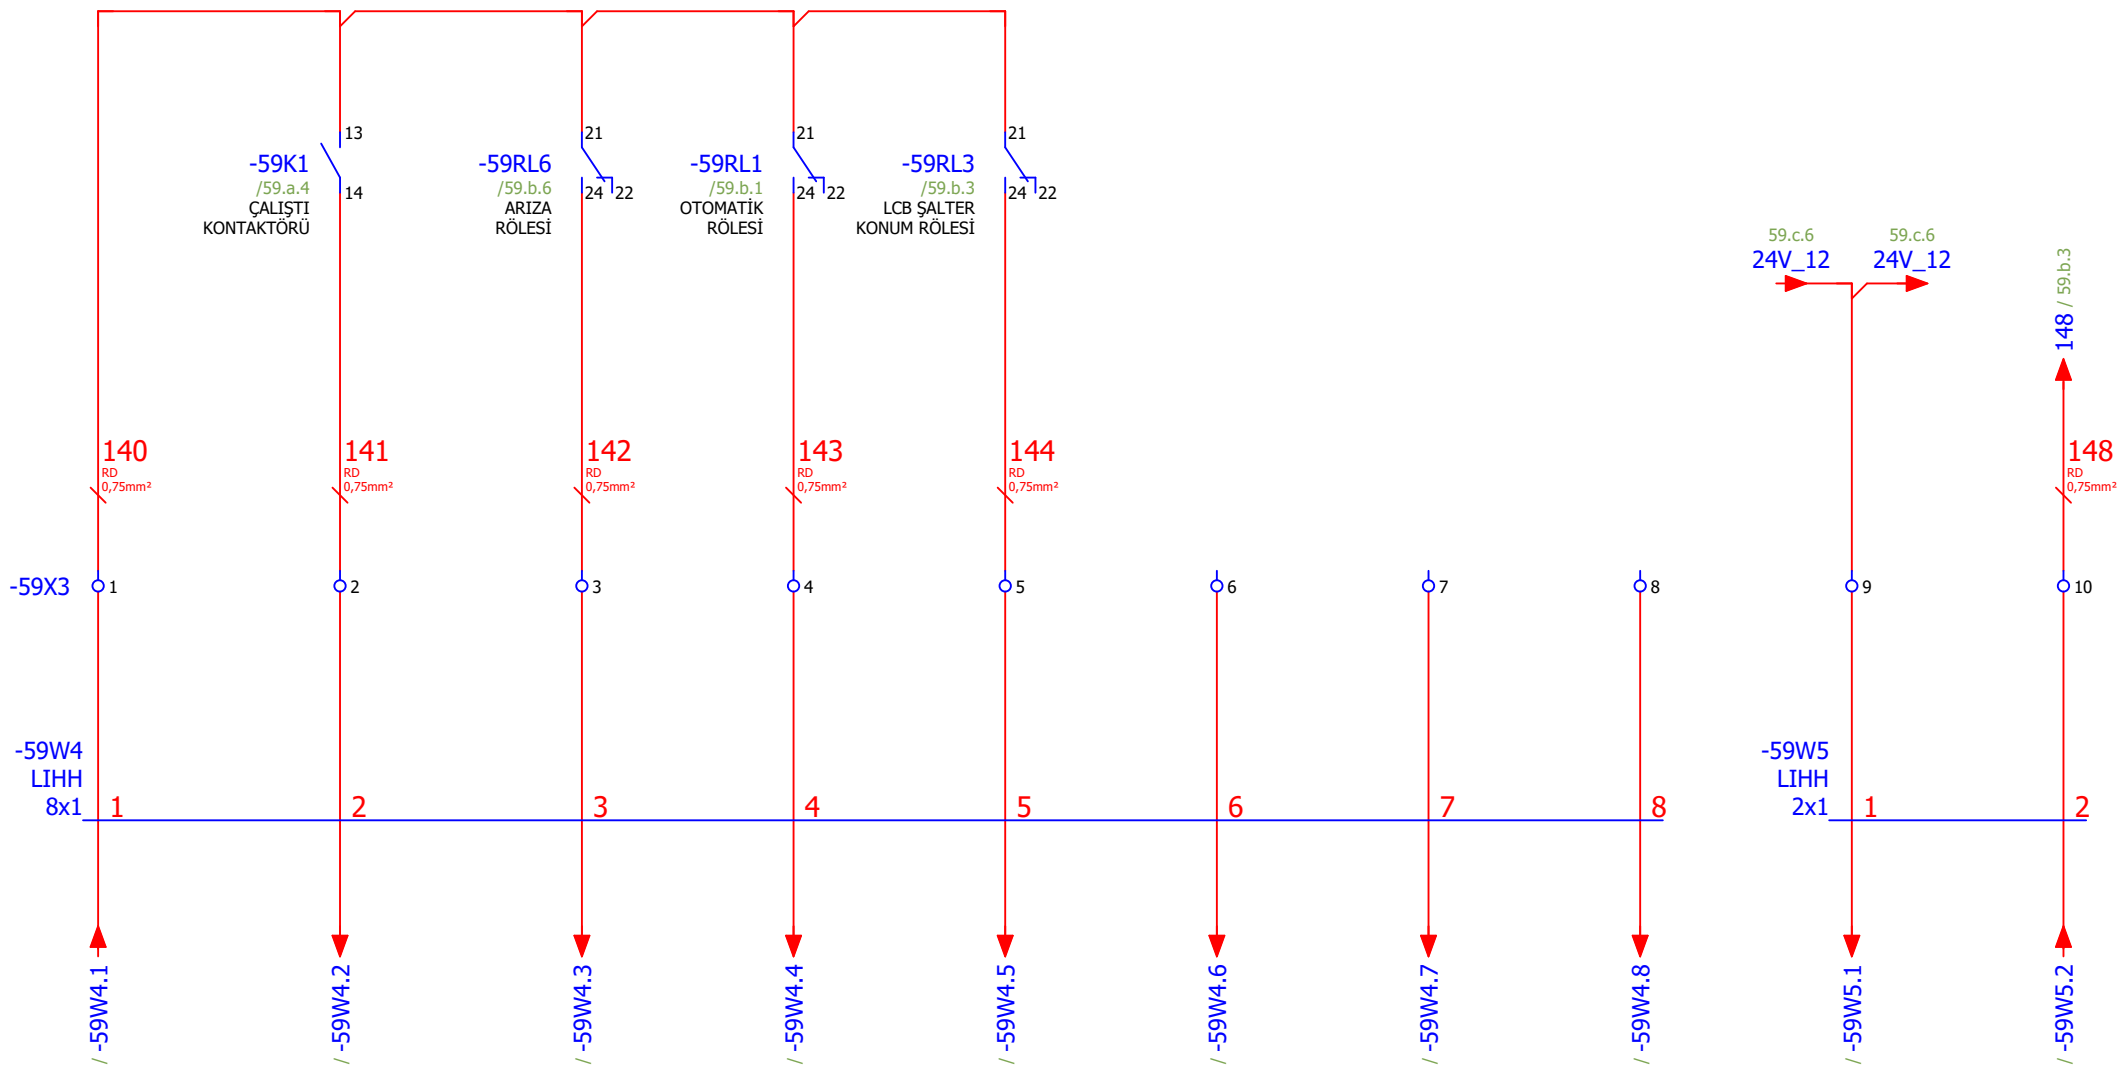 13
-59K1
/59.a.4
14
ÇALIŞTI
KONTAKTÖRÜ
21
-59RL6
/59.b.6
24 22
ARIZA
RÖLESİ
21
-59RL1
/59.b.1
24 22
OTOMATİK
RÖLESİ
21
-59RL3
/59.b.3
24 22
LCB ŞALTER
KONUM RÖLESİ
59.c.6 59.c.6
24V_12 24V_12
148 / 59.b.3
140
RD
0,75mm²
141
RD
0,75mm²
142
RD
0,75mm²
143
RD
0,75mm²
144
RD
0,75mm²
148
RD
0,75mm²
-59X3 1 2 3 4 5 6 7 8 9 10
-59W4
LIHH
8x1 1 2 3 4 5 6 7 8
-59W5
LIHH
2x1 1 2
/ -59W4.1
/ -59W4.2
/ -59W4.3
/ -59W4.4
/ -59W4.5
/ -59W4.6
/ -59W4.7
/ -59W4.8
/ -59W5.1
/ -59W5.2